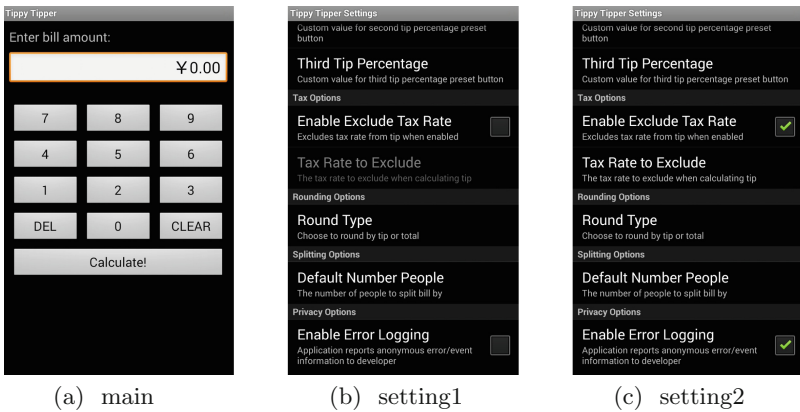 Tippy Tipper
Enter bill amount:
¥0.00
7 8 9
4 5 6
1 2 3
DEL 0 CLEAR
Calculate!
(a) main
Tippy Tipper Settings
Custom value for second tip percentage preset
button
Third Tip Percentage
Custom value for third tip percentage preset button
Tax Options
Enable Exclude Tax Rate
Excludes tax rate from tip when enabled
Tax Rate to Exclude
The tax rate to exclude when calculating tip
Rounding Options
Round Type
Choose to round by tip or total
Splitting Options
Default Number People
The number of people to split bill by
Privacy Options
Enable Error Logging
Application reports anonymous error/event
information to developer
(b) setting1
Tippy Tipper Settings
Custom value for second tip percentage preset
button
Third Tip Percentage
Custom value for third tip percentage preset button
Tax Options
Enable Exclude Tax Rate
Excludes tax rate from tip when enabled
Tax Rate to Exclude
The tax rate to exclude when calculating tip
Rounding Options
Round Type
Choose to round by tip or total
Splitting Options
Default Number People
The number of people to split bill by
Privacy Options
Enable Error Logging
Application reports anonymous error/event
information to developer
(c) setting2